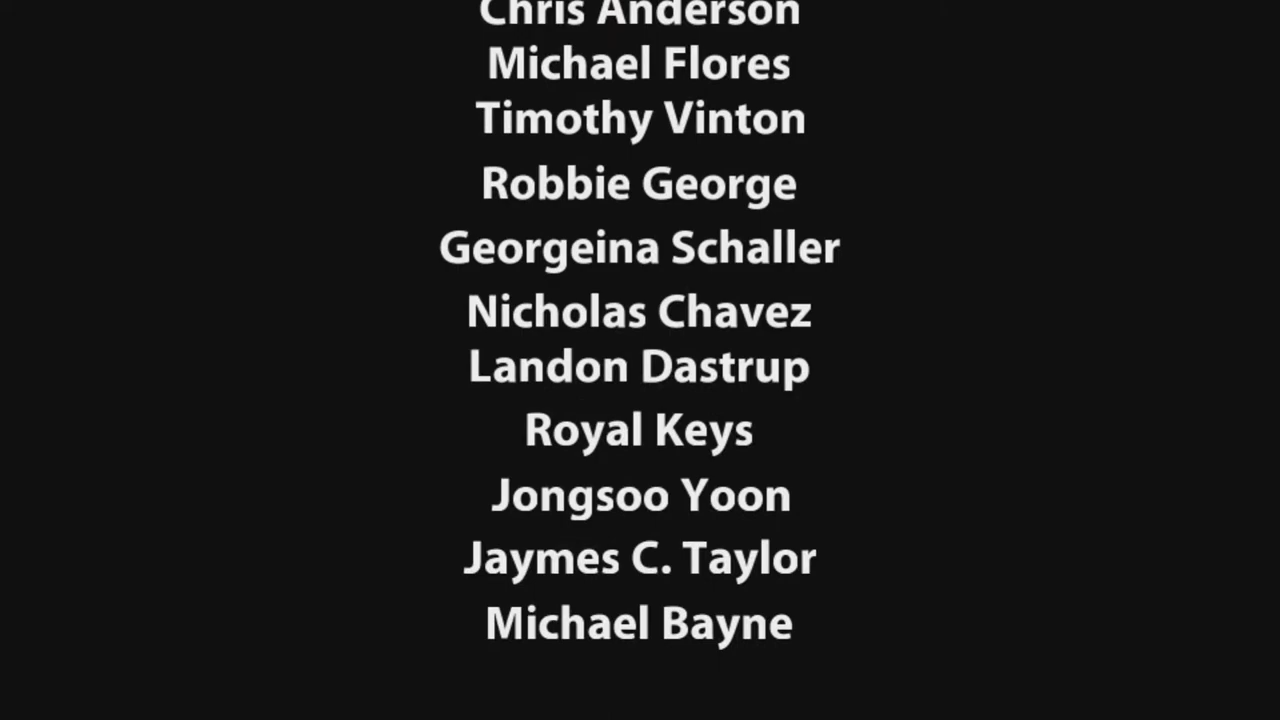 Chris Anderson
Michael Flores
Timothy Vinton
Robbie George
Georgeina Schaller
Nicholas Chavez
Landon Dastrup
Royal Keys
Jongsoo Yoon
Jaymes C. Taylor
Michael Bayne